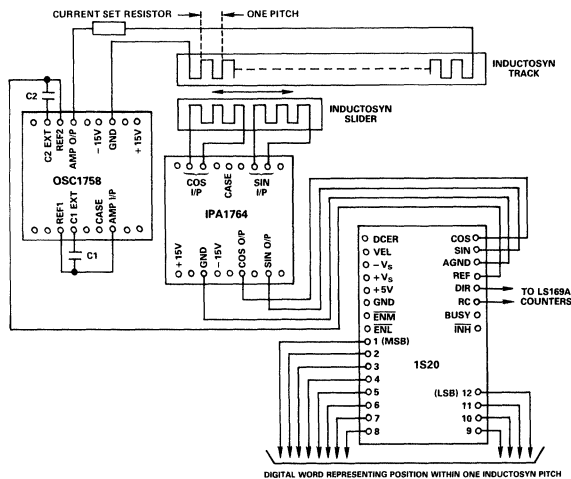 CURRENT SET RESISTOR
ONE PITCH
INDUCTOSYN
TRACK
INDUCTOSYN
SLIDER
C2
C2 EXT
REF2
AMP O/P
−15V
GND
+15V
OSC1758
REF1
C1 EXT
CASE
AMP I/P
C1
COS
I/P
CASE
SIN
I/P
IPA1764
+15V
GND
−15V
COS O/P
SIN O/P
DCER
VEL
−VS
+VS
+5V
GND
ENM
ENL
1 (MSB)
2
3
4
5
6
7
8
COS
SIN
AGND
REF
DIR
RC
BUSY
INH
1S20
(LSB) 12
11
10
9
TO LS169A
COUNTERS
DIGITAL WORD REPRESENTING POSITION WITHIN ONE INDUCTOSYN PITCH